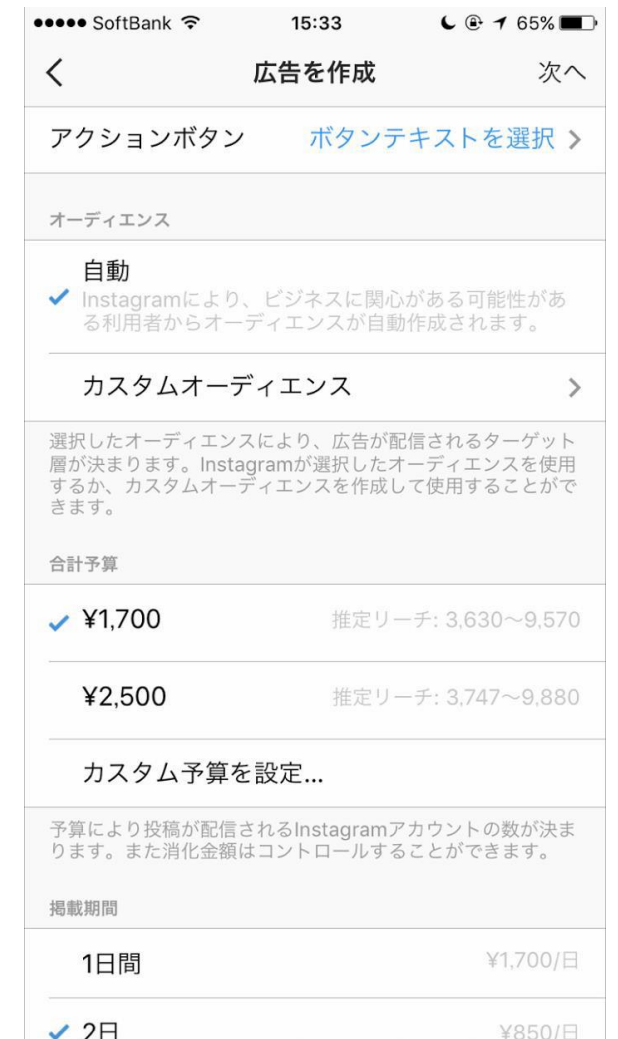 SoftBank 15:33 65%
広告を作成 次へ
アクションボタン ボタンテキストを選択
オーディエンス
自動
Instagramにより、ビジネスに関心がある可能性があ
る利用者からオーディエンスが自動作成されます。
カスタムオーディエンス
選択したオーディエンスにより、広告が配信されるターゲット
層が決まります。Instagramが選択したオーディエンスを使用
するか、カスタムオーディエンスを作成して使用することがで
きます。
合計予算
¥1,700 推定リーチ: 3,630〜9,570
¥2,500 推定リーチ: 3,747〜9,880
カスタム予算を設定...
予算により投稿が配信されるInstagramアカウントの数が決ま
ります。また消化金額はコントロールすることができます。
掲載期間
1日間 ¥1,700/日
2日 ¥850/日